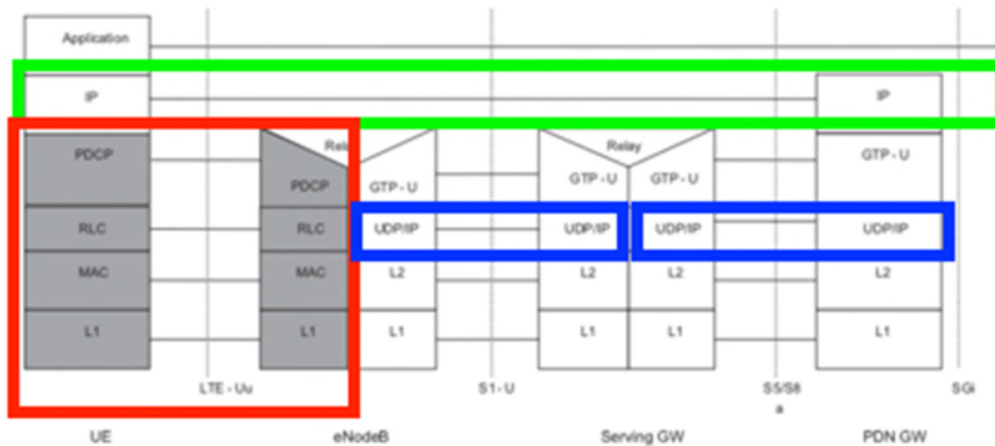 Application
IP IP
PDCP Relay Relay GTP - U
PDCP GTP - U GTP - U GTP - U
RLC RLC UDP/IP UDP/IP UDP/IP UDP/IP
MAC MAC L2 L2 L2 L2
L1 L1 L1 L1 L1 L1
LTE - Uu S1 - U S5/S8 SGi
a
UE eNodeB Serving GW PDN GW